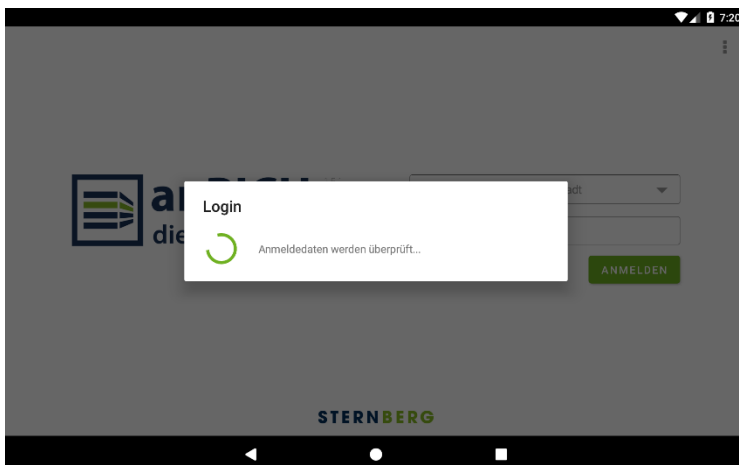 7:20
Login
Anmeldedaten werden überprüft...
ANMELDEN
STERNBERG